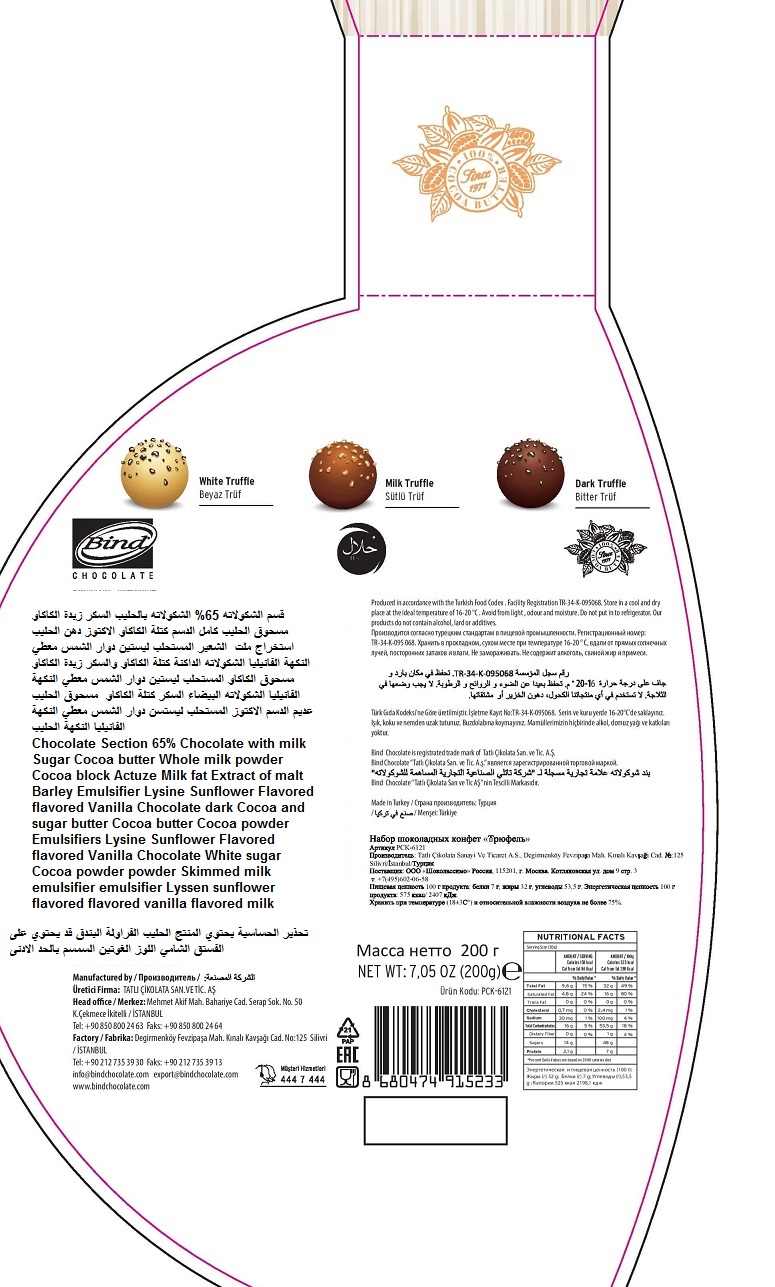 100%
COCOA BUTTER
Since
1971
White Truffle
Beyaz Trüf
Milk Truffle
Sütlü Trüf
Dark Truffle
Bitter Trüf
Bind
CHOCOLATE
حلال
قسم الشكولاته 65% الشكولاته بالحليب السكر زبدة الكاكاو
مسحوق الحليب كامل الدسم كتلة الكاكاو الاكتوز دهن الحليب
استخراج ملت الشعير المستحلب ليستين دوار الشمس معطي
النكهة الفانيليا الشكولاته الداكنة كتلة الكاكاو والسكر زبدة الكاكاو
مسحوق الكاكاو المستحلب ليستين دوار الشمس معطي النكهة
الفانيليا الشكولاته البيضاء السكر كتلة الكاكاو مسحوق الحليب
عديم الدسم الاكتوز المستحلب ليستسن دوار الشمس معطي النكهة
الفانيليا النكهة الحليب
Chocolate Section 65% Chocolate with milk
Sugar Cocoa butter Whole milk powder
Cocoa block Actuze Milk fat Extract of malt
Barley Emulsifier Lysine Sunflower Flavored
flavored Vanilla Chocolate dark Cocoa and
sugar butter Cocoa butter Cocoa powder
Emulsifiers Lysine Sunflower Flavored
flavored Vanilla Chocolate White sugar
Cocoa powder powder Skimmed milk
emulsifier emulsifier Lyssen sunflower
flavored flavored vanilla flavored milk
تحذير الحساسية يحتوي المنتج الحليب الفراولة البندق قد يحتوي على
الفستق الشامي اللوز الغوتين السمسم بالحد الادنى
Manufactured by / Производитель / الشركة المصنعة:
Üretici Firma: TATLI ÇİKOLATA SAN.VE TİC. AŞ
Head office / Merkez: Mehmet Akif Mah. Bahariye Cad. Serap Sok. No. 50
K.Çekmece İkitelli / İSTANBUL
Tel: +90 850 800 24 63 Faks: +90 850 800 24 64
Factory / Fabrika: Degirmenköy Fevzipaşa Mah. Kınalı Kavşağı Cad. No:125 Silivri
/ İSTANBUL
Tel: +90 212 735 39 30 Faks: +90 212 735 39 13
info@bindchocolate.com export@bindchocolate.com
www.bindchocolate.com
Müşteri Hizmetleri
444 7 444
Produced in accordance with the Turkish Food Codex . Facility Registration TR-34-K-095068. Store in a cool and dry
place at the ideal temperature of 16-20 °C . Avoid from light , odour and moisture. Do not put in to refrigerator. Our
products do not contain alcohol, lard or additives.
Производится согласно турецким стандартам в пищевой промышленности. Регистрационный номер:
TR-34-K-095 068. Хранить в прохладном, сухом месте при температуре 16-20 °C, вдали от прямых солнечных
лучей, посторонних запахов и влаги. Не замораживать. Не содержит алкоголь, свиной жир и примеси.
رقم سجل المؤسسة TR-34-K-095068. تحفظ في مكان بارد و
جاف على درجة حرارة 16-20 °م. تحفظ بعيدا عن الضوء و الروائح و الرطوبة. لا يجب وضعها في
الثلاجة. لا تستخدم في أي منتجاتنا الكحول، دهون الخنزير أو مشتقاتها.
Türk Gıda Kodeksi'ne Göre üretilmiştir. İşletme Kayıt No:TR-34-K-095068. Serin ve kuru yerde 16-20°C'de saklayınız.
Işık, koku ve nemden uzak tutunuz. Buzdolabına koymayınız. Mamüllerimizin hiçbirinde alkol, domuz yağı ve katkıları
yoktur.
Bind Chocolate is registrated trade mark of Tatlı Çikolata San. ve Tic. A.Ş.
Bind Chocolate "Tatlı Çikolata San. ve Tic. A.ş." является зарегистрированной торговой маркой.
بند شوكولاته علامة تجارية مسجلة لـ "شركة تاتلي الصناعية التجارية المساهمة للشوكولاته"
Bind Chocolate "Tatlı Çikolata San ve Tic AŞ" nin Tescilli Markasıdır.
Made in Turkey / Страна производитель: Турция
/ صنع في تركيا / Menşei: Türkiye
Набор шоколадных конфет «Трюфель»
Артикул PCK-6121
Производитель: Tatlı Çikolata Sanayi Ve Ticaret A.S., Degirmenköy Fevzipaşa Mah. Kınalı Kavşağı Cad. №:125
Silivri/İstanbul/Турция
Поставщик: ООО «Шоколиссимо» Россия, 115201, г. Москва, Котляковская ул. дом 9 стр. 3
т. +7(495)602-06-58
Пищевая ценность 100 г продукта: белки 7 г, жиры 32 г, углеводы 53,5 г. Энергетическая ценность 100 г
продукта: 575 ккал/ 2407 кДж
Хранить при температуре (18±3С°) и относительной влажности воздуха не более 75%.
Масса нетто 200 г
NET WT: 7,05 OZ (200g) ℮
Ürün Kodu: PCK-6121
21
PAP
EAC
8 680474 915233
NUTRITIONAL FACTS
Serving Size (30g)
AMOUNT / SERVING AMOUNT / 100g
Calories 158 kcal Calories 525 kcal
Cal from fat 86 kcal Cal from fat 288 kcal
% Daily Value * % Daily Value *
Total Fat 9,6 g 15 % 32 g 49 %
Saturated Fat 4,8 g 24 % 16 g 80 %
Trans Fat 0 g 0 % 0 g 0 %
Cholesterol 0,7 mg 0 % 2,4 mg 1 %
Sodium 30 mg 1 % 100 mg 4 %
Total Carbohydrates 16 g 5 % 53,5 g 18 %
Dietary Fiber 0 g 0 % 1 g 4 %
Sugars 14 g 48 g
Protein 2,1 g 7 g
*Percent Daily Values are based on 2000 calories diet
Энергетическая и пищевая ценность (100 г):
Жиры (г) 32 g; Белки (г) 7 g; Углеводы (г) 53,5
g ; Калории 525 ккал 2198,1 кдж